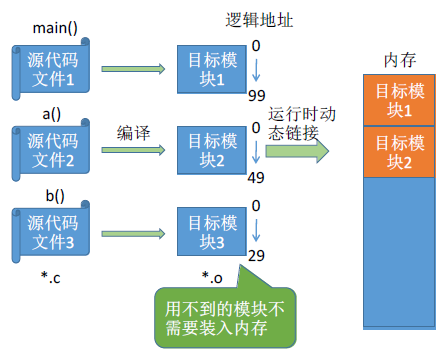 逻辑地址
main()
源代码
文件1
目标模
块1
0
99
内存
目标模
块1
a()
源代码
文件2
编译
目标模
块2
0
49
运行时动
态链接
目标模
块2
b()
源代码
文件3
目标模
块3
0
29
*.c
*.o
用不到的模块不
需要装入内存